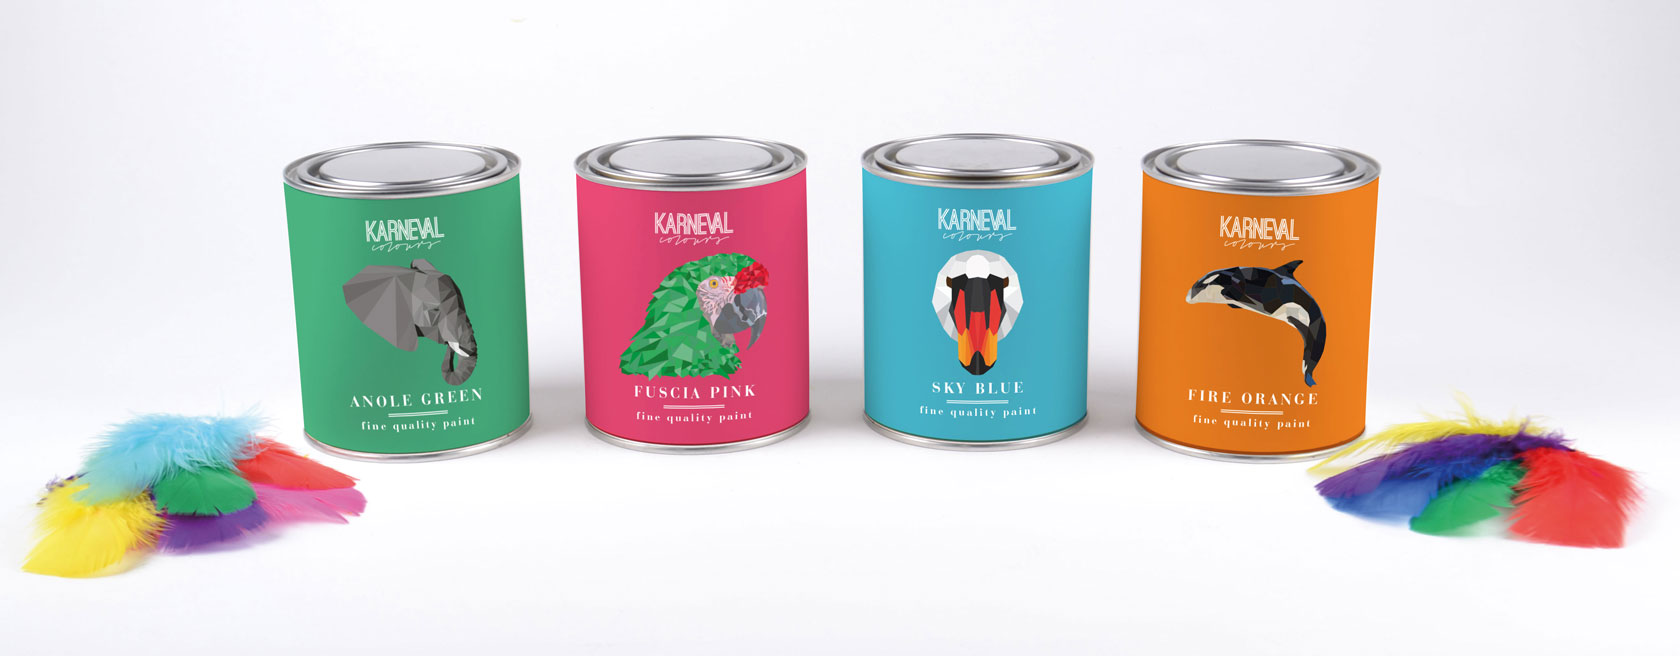 KARNEVAL
colours
ANOLE GREEN
fine quality paint
KARNEVAL
colours
FUSCIA PINK
fine quality paint
KARNEVAL
colours
SKY BLUE
fine quality paint
KARNEVAL
colours
FIRE ORANGE
fine quality paint